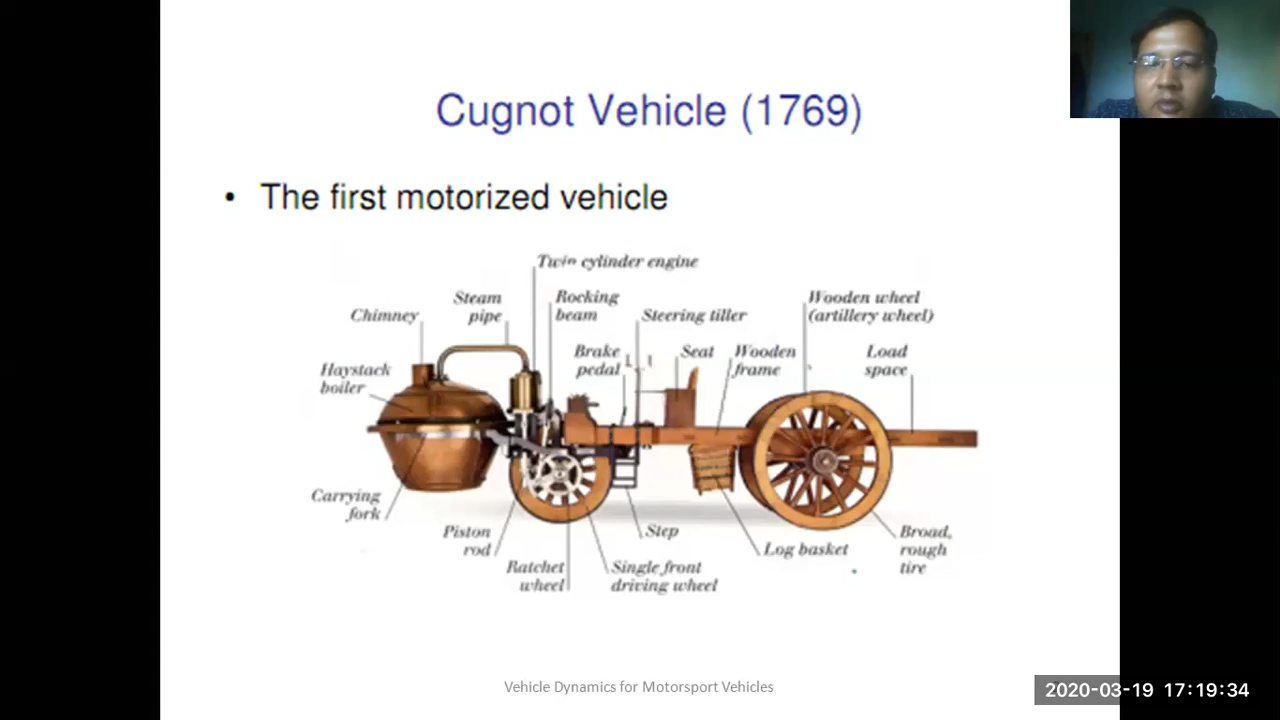 Cugnot Vehicle (1769)
• The first motorized vehicle
Twin cylinder engine
Steam
pipe
Rocking
beam
Wooden wheel
(artillery wheel)
Chimney
Steering tiller
Brake
pedal
Seat
Wooden
frame
Load
space
Haystack
boiler
Carrying
fork
Piston
rod
Step
Log basket
Broad,
rough
tire
Ratchet
wheel
Single front
driving wheel
Vehicle Dynamics for Motorsport Vehicles
2020-03-19 17:19:34